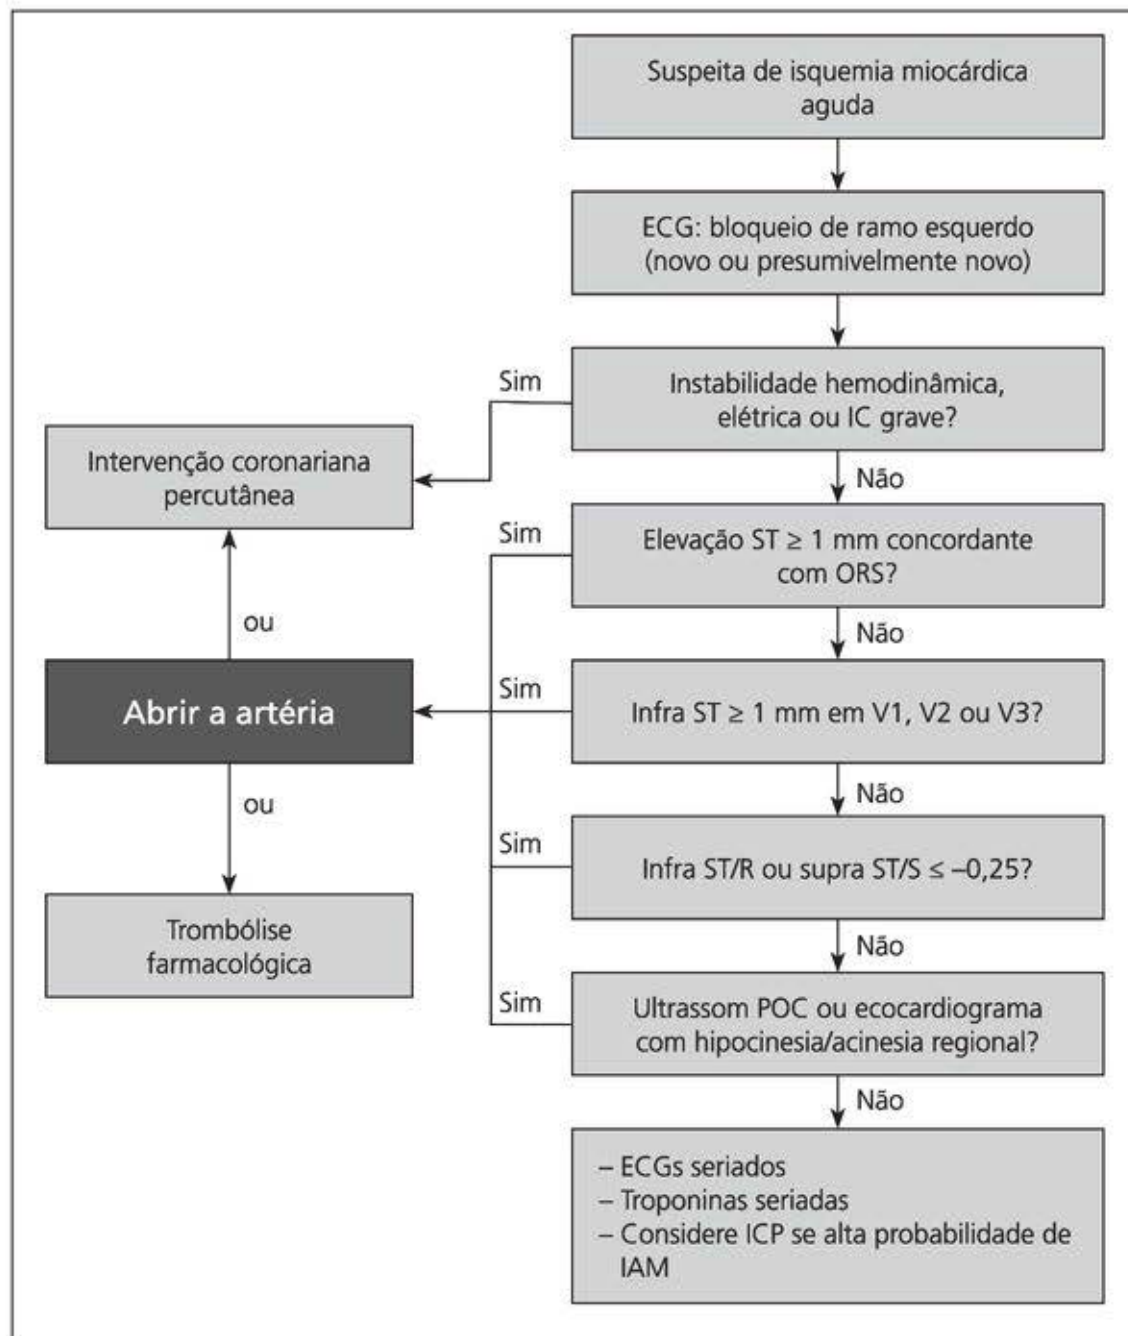 Suspeita de isquemia miocárdica
aguda
ECG: bloqueio de ramo esquerdo
(novo ou presumivelmente novo)
Sim
Instabilidade hemodinâmica,
elétrica ou IC grave?
Intervenção coronariana
percutânea
Não
Sim
Elevação ST ≥ 1 mm concordante
com ORS?
ou
Não
Abrir a artéria
Sim
Infra ST ≥ 1 mm em V1, V2 ou V3?
ou
Não
Sim
Infra ST/R ou supra ST/S ≤ –0,25?
Trombólise
farmacológica
Não
Sim
Ultrassom POC ou ecocardiograma
com hipocinesia/acinesia regional?
Não
– ECGs seriados
– Troponinas seriadas
– Considere ICP se alta probabilidade de
IAM